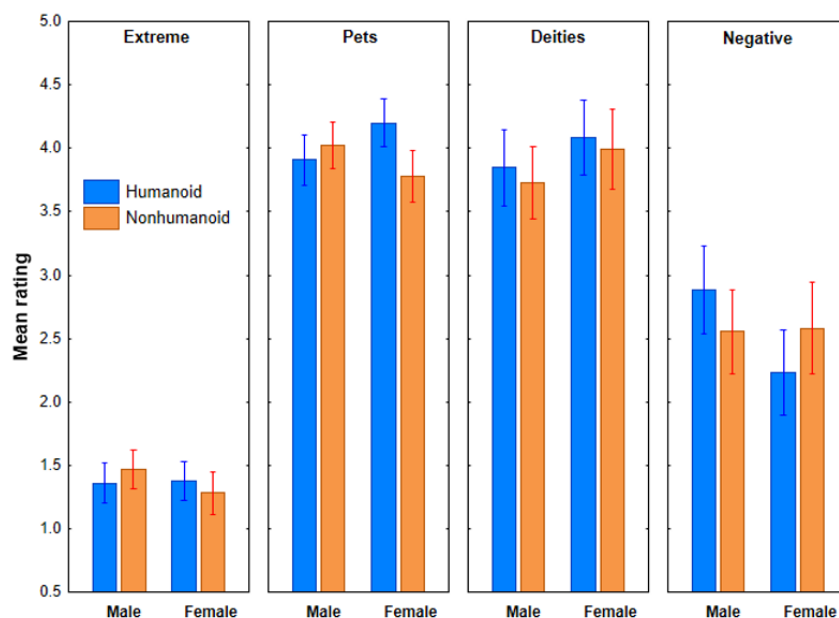 Extreme
Pets
Deities
Negative
5.0
4.5
4.0
3.5
3.0
2.5
2.0
1.5
1.0
0.5
Mean rating
Humanoid
Nonhumanoid
Male Female Male Female Male Female Male Female